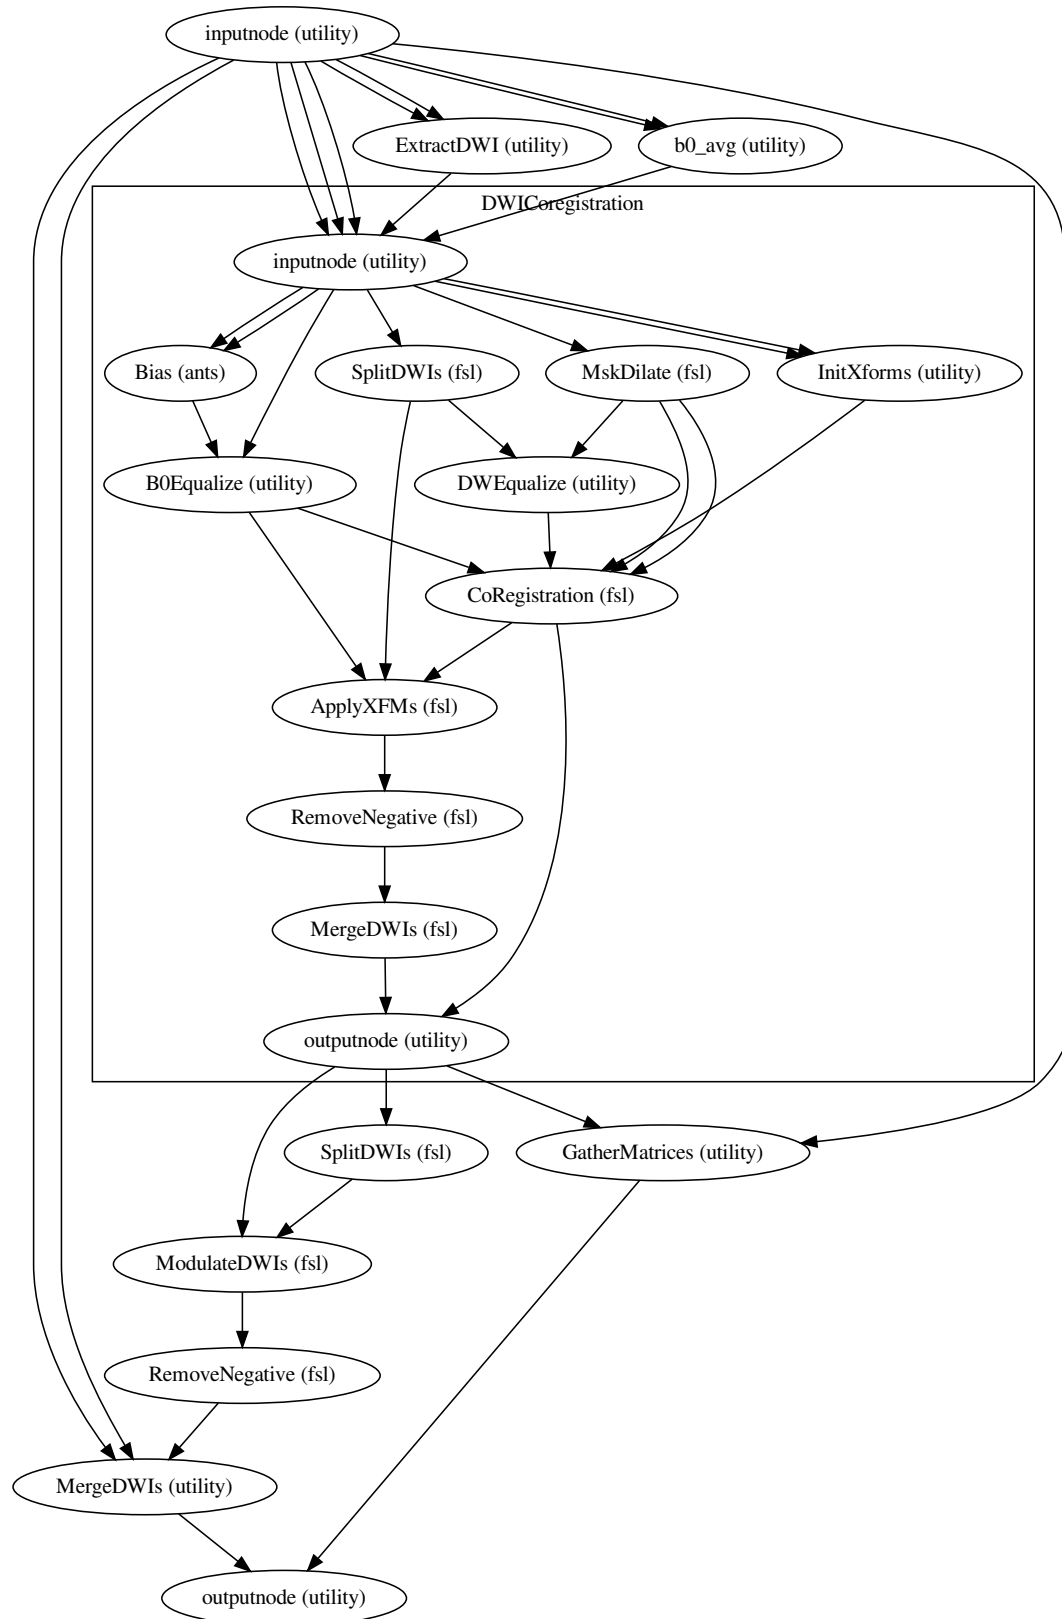 inputnode (utility)
ExtractDWI (utility)
b0_avg (utility)
DWICoregistration
inputnode (utility)
Bias (ants)
SplitDWIs (fsl)
MskDilate (fsl)
InitXforms (utility)
B0Equalize (utility)
DWEqualize (utility)
CoRegistration (fsl)
ApplyXFMs (fsl)
RemoveNegative (fsl)
MergeDWIs (fsl)
outputnode (utility)
SplitDWIs (fsl)
GatherMatrices (utility)
ModulateDWIs (fsl)
RemoveNegative (fsl)
MergeDWIs (utility)
outputnode (utility)